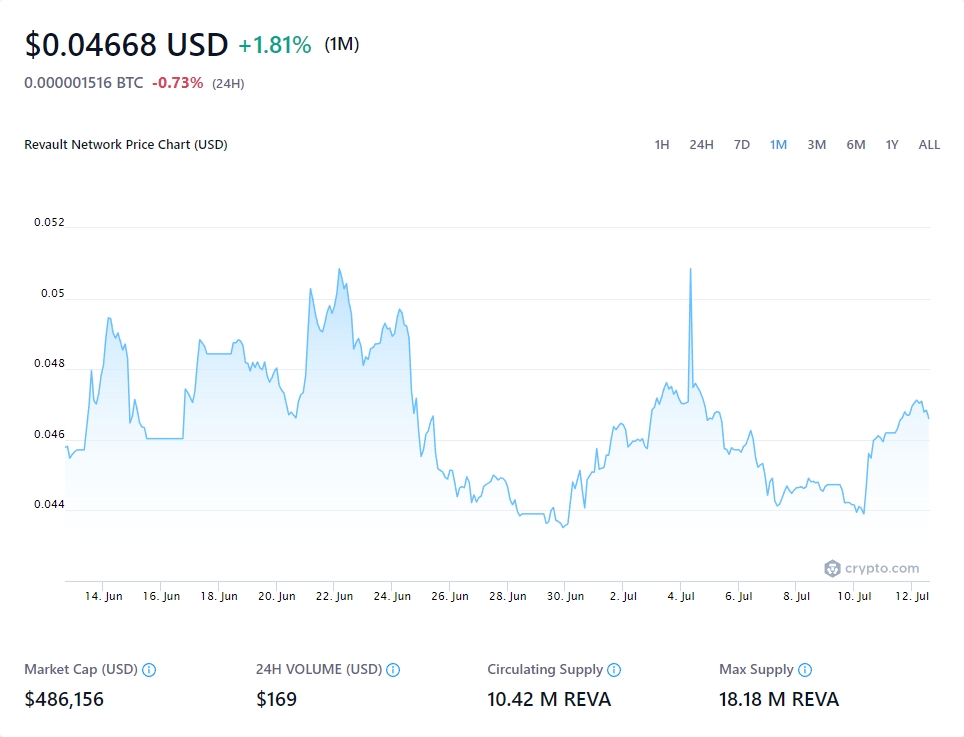 $0.04668 USD +1.81% (1M)
0.000001516 BTC -0.73% (24H)
Revault Network Price Chart (USD)
1H 24H 7D 1M 3M 6M 1Y ALL
0.052
0.05
0.048
0.046
0.044
crypto.com
14. Jun 16. Jun 18. Jun 20. Jun 22. Jun 24. Jun 26. Jun 28. Jun 30. Jun 2. Jul 4. Jul 6. Jul 8. Jul 10. Jul 12. Jul
Market Cap (USD) 24H VOLUME (USD) Circulating Supply Max Supply
$486,156 $169 10.42 M REVA 18.18 M REVA